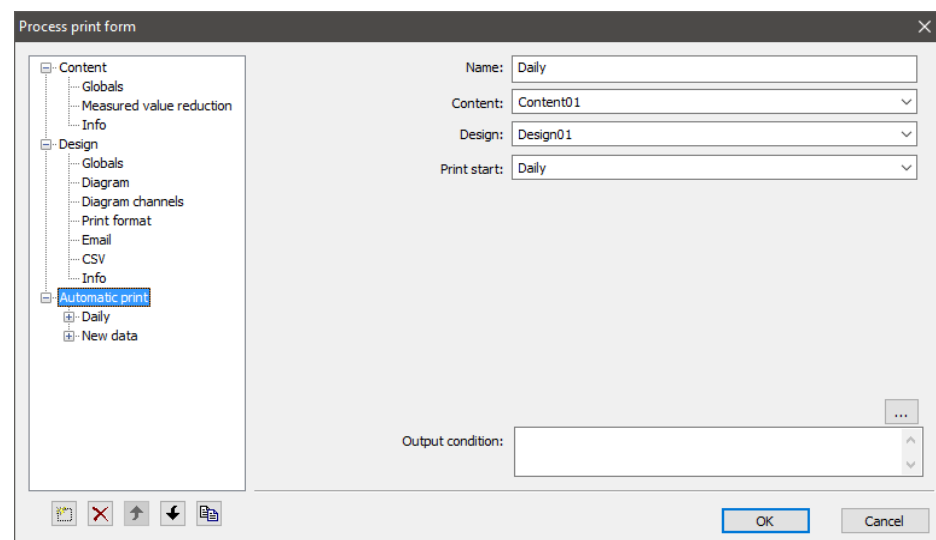 Process print form
Content
Globals
Measured value reduction
Info
Design
Globals
Diagram
Diagram channels
Print format
Email
CSV
Info
Automatic print
Daily
New data
Name: Daily
Content: Content01
Design: Design01
Print start: Daily
...
Output condition:
OK Cancel